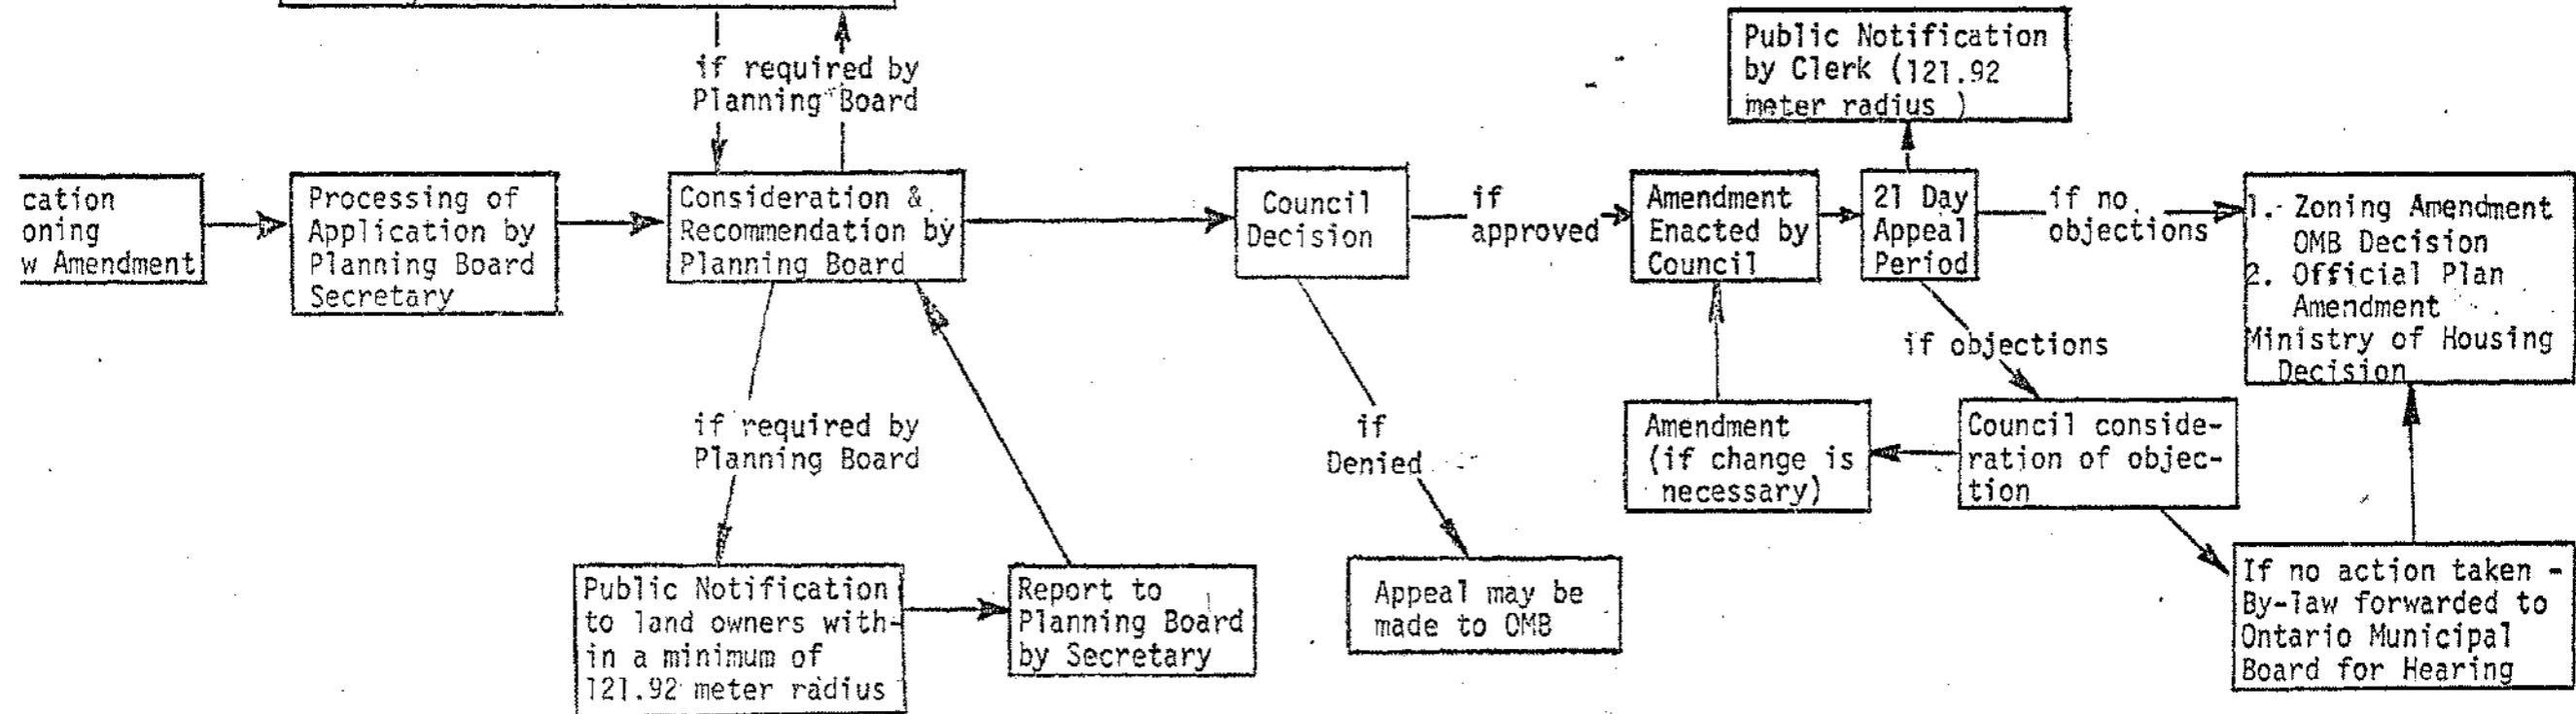 if required by
Planning Board
Public Notification
by Clerk (121.92
meter radius )
cation
oning
w Amendment
Processing of
Application by
Planning Board
Secretary
Consideration &
Recommendation by
Planning Board
Council
Decision
if
approved
Amendment
Enacted by
Council
21 Day
Appeal
Period
if no
objections
1. Zoning Amendment
OMB Decision
2. Official Plan
Amendment
Ministry of Housing
Decision
if objections
if required by
Planning Board
if
Denied
Amendment
(if change is
necessary)
Council conside-
ration of objec-
tion
Public Notification
to land owners with-
in a minimum of
121.92 meter radius
Report to
Planning Board
by Secretary
Appeal may be
made to OMB
If no action taken -
By-law forwarded to
Ontario Municipal
Board for Hearing